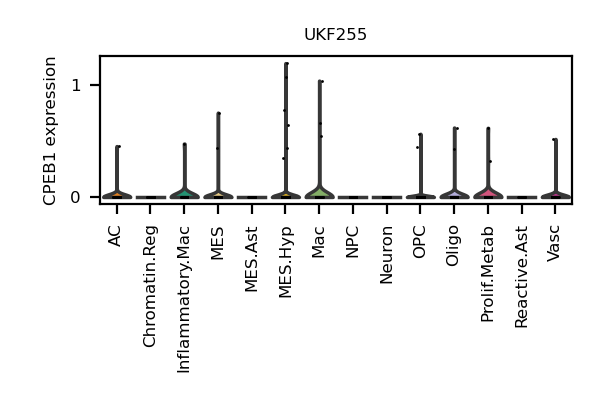 UKF255
CPEB1 expression
1
0
AC
Chromatin.Reg
Inflammatory.Mac
MES
MES.Ast
MES.Hyp
Mac
NPC
Neuron
OPC
Oligo
Prolif.Metab
Reactive.Ast
Vasc